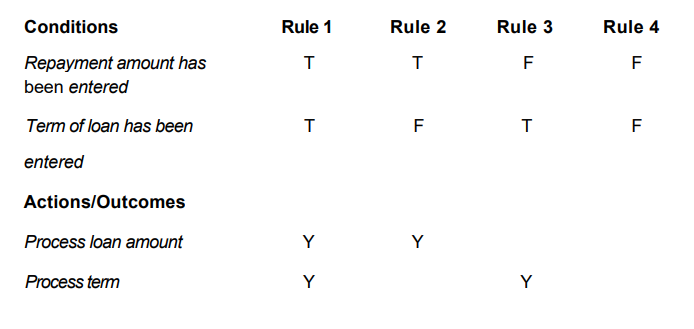 Conditions Rule 1 Rule 2 Rule 3 Rule 4
Repayment amount has T T F F
been entered
Term of loan has been T F T F
entered
Actions/Outcomes
Process loan amount Y Y
Process term Y Y